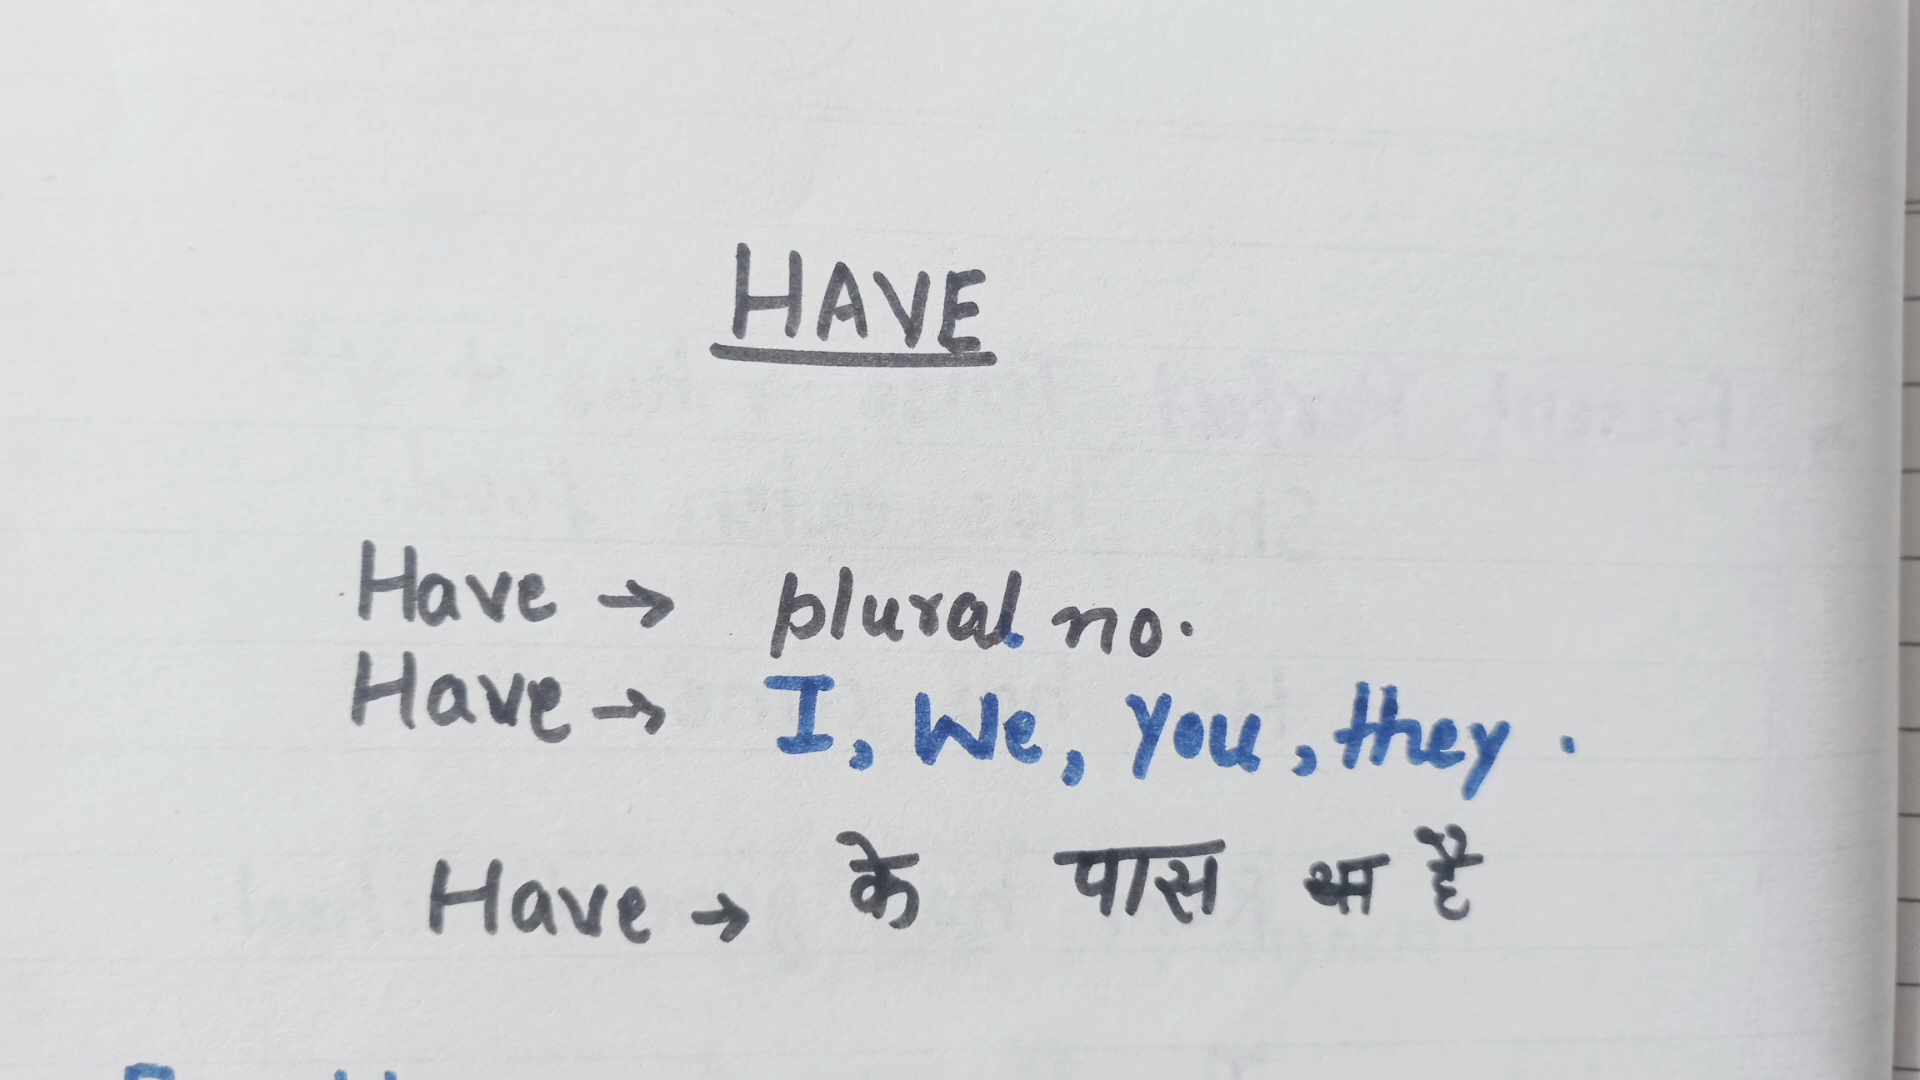 HAVE
Have → plural no.
Have → I, We, You, they.
Have → के पास है